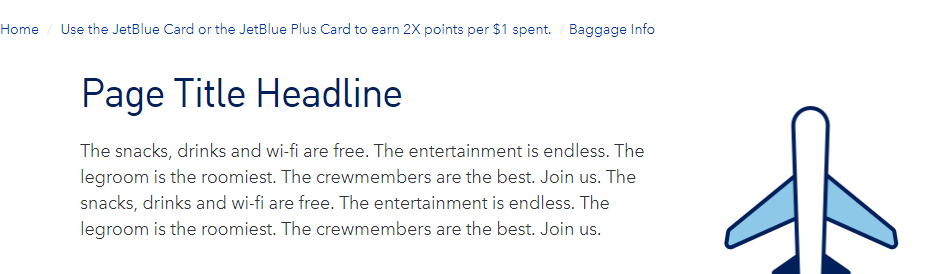 Home / Use the JetBlue Card or the JetBlue Plus Card to earn 2X points per $1 spent. / Baggage Info
Page Title Headline
The snacks, drinks and wi-fi are free. The entertainment is endless. The
legroom is the roomiest. The crewmembers are the best. Join us. The
snacks, drinks and wi-fi are free. The entertainment is endless. The
legroom is the roomiest. The crewmembers are the best. Join us.